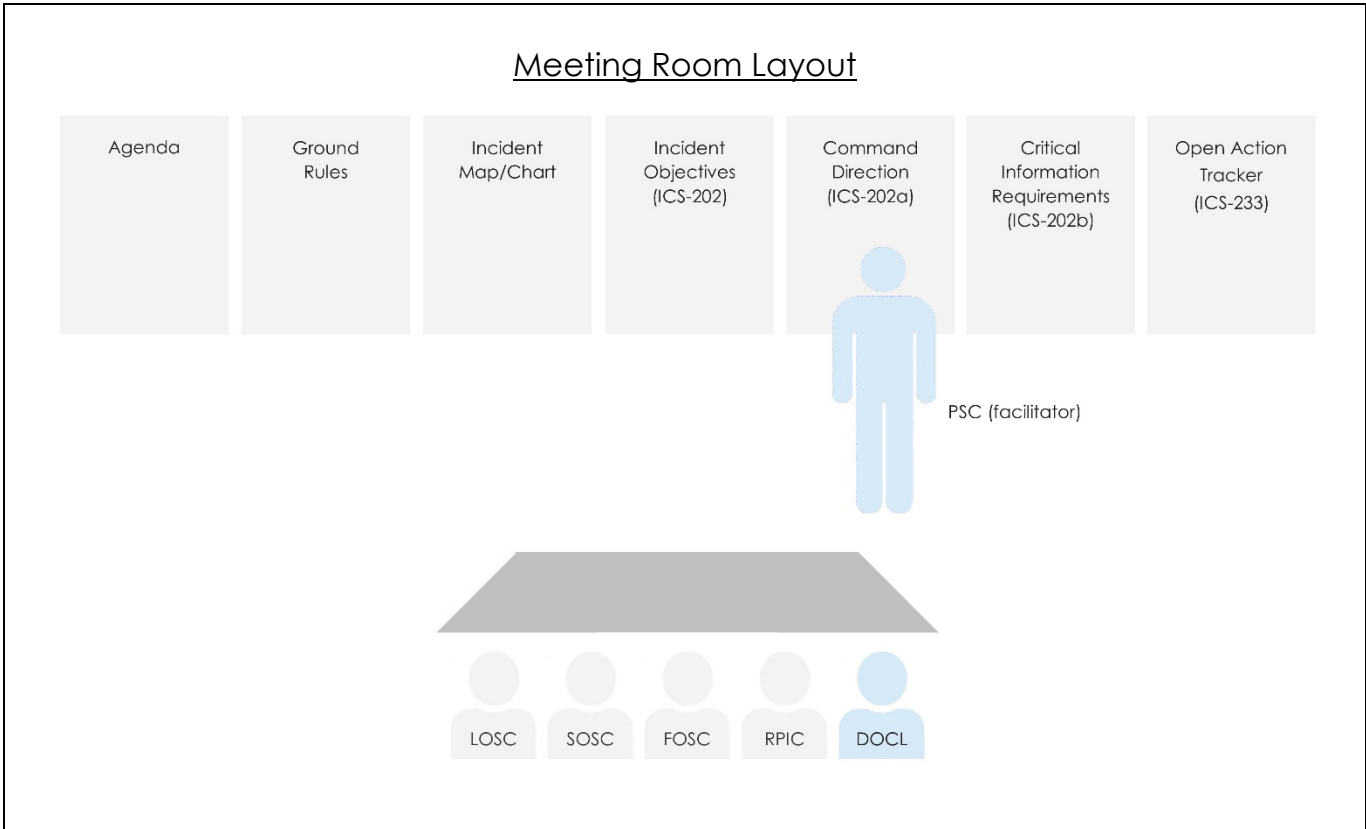 Meeting Room Layout
Agenda
Ground
Rules
Incident
Map/Chart
Incident
Objectives
(ICS-202)
Command
Direction
(ICS-202a)
Critical
Information
Requirements
(ICS-202b)
Open Action
Tracker
(ICS-233)
PSC (facilitator)
LOSC
SOSC
FOSC
RPIC
DOCL